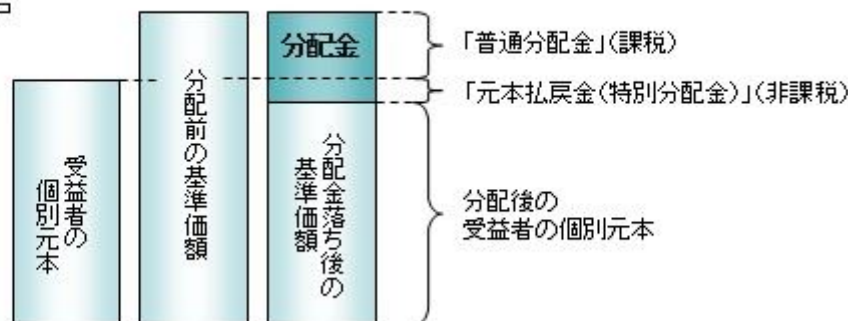 分配金
「普通分配金」(課税)
「元本払戻金(特別分配金)」(非課税)
受益者の
個別元本
分配前の基準価額
分配金落ち後の
基準価額
分配後の
受益者の個別元本